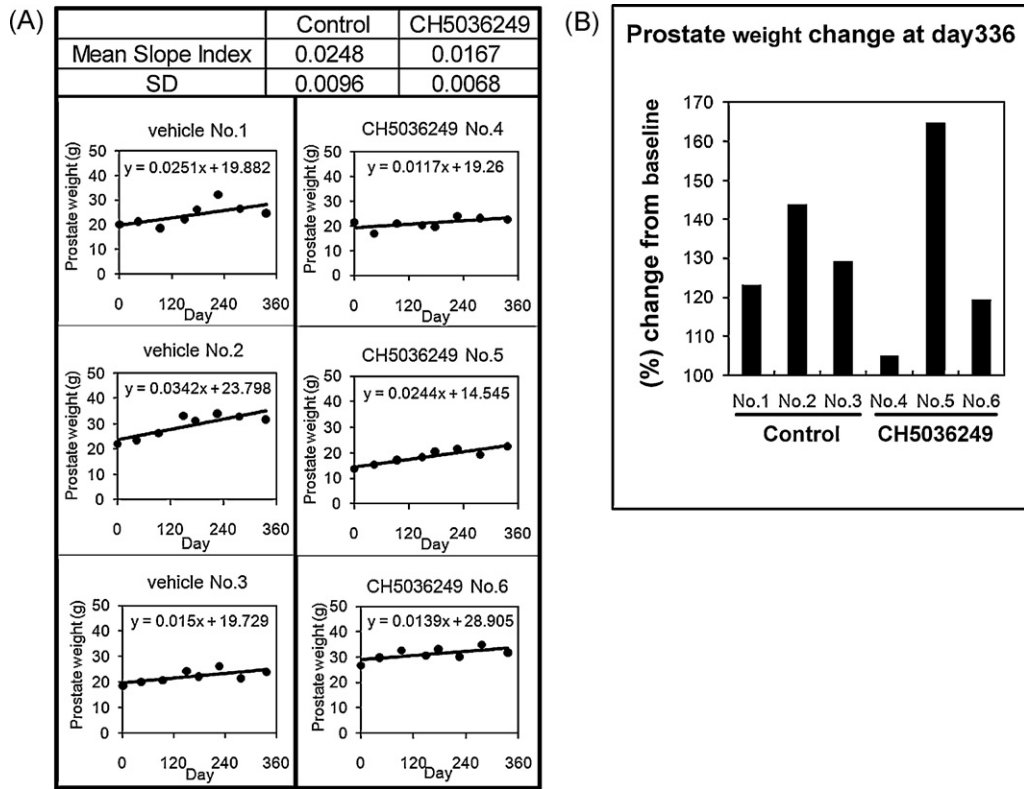 (A)
Control CH5036249
Mean Slope Index 0.0248 0.0167
SD 0.0096 0.0068
vehicle No.1
Prostate weight (g)
50
40
30
20
10
0
y = 0.0251x + 19.882
0 120 240 360
Day
CH5036249 No.4
Prostate weight (g)
50
40
30
20
10
0
y = 0.0117x + 19.26
0 120 240 360
Day
vehicle No.2
Prostate weight (g)
50
40
30
20
10
0
y = 0.0342x + 23.798
0 120 240 360
Day
CH5036249 No.5
Prostate weight (g)
50
40
30
20
10
0
y = 0.0244x + 14.545
0 120 240 360
Day
vehicle No.3
Prostate weight (g)
50
40
30
20
10
0
y = 0.015x + 19.729
0 120 240 360
Day
CH5036249 No.6
Prostate weight (g)
50
40
30
20
10
0
y = 0.0139x + 28.905
0 120 240 360
Day
(B)
Prostate weight change at day336
(%) change from baseline
170
160
150
140
130
120
110
100
No.1 No.2 No.3 No.4 No.5 No.6
Control CH5036249